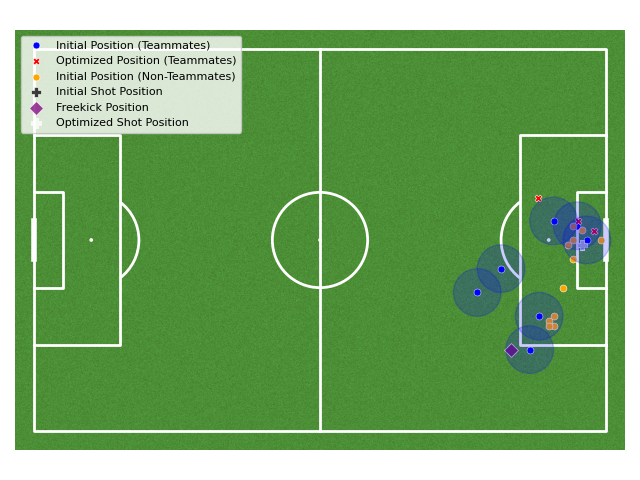 Initial Position (Teammates)
Optimized Position (Teammates)
Initial Position (Non-Teammates)
Initial Shot Position
Freekick Position
Optimized Shot Position